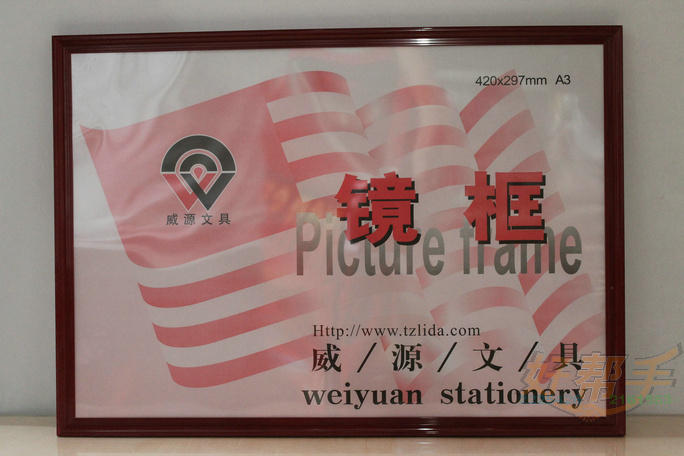 420x297mm A3
威源文具
镜框
Picture frame
Http://www.tzlida.com
威/源/文/具
weiyuan stationery
好帮手